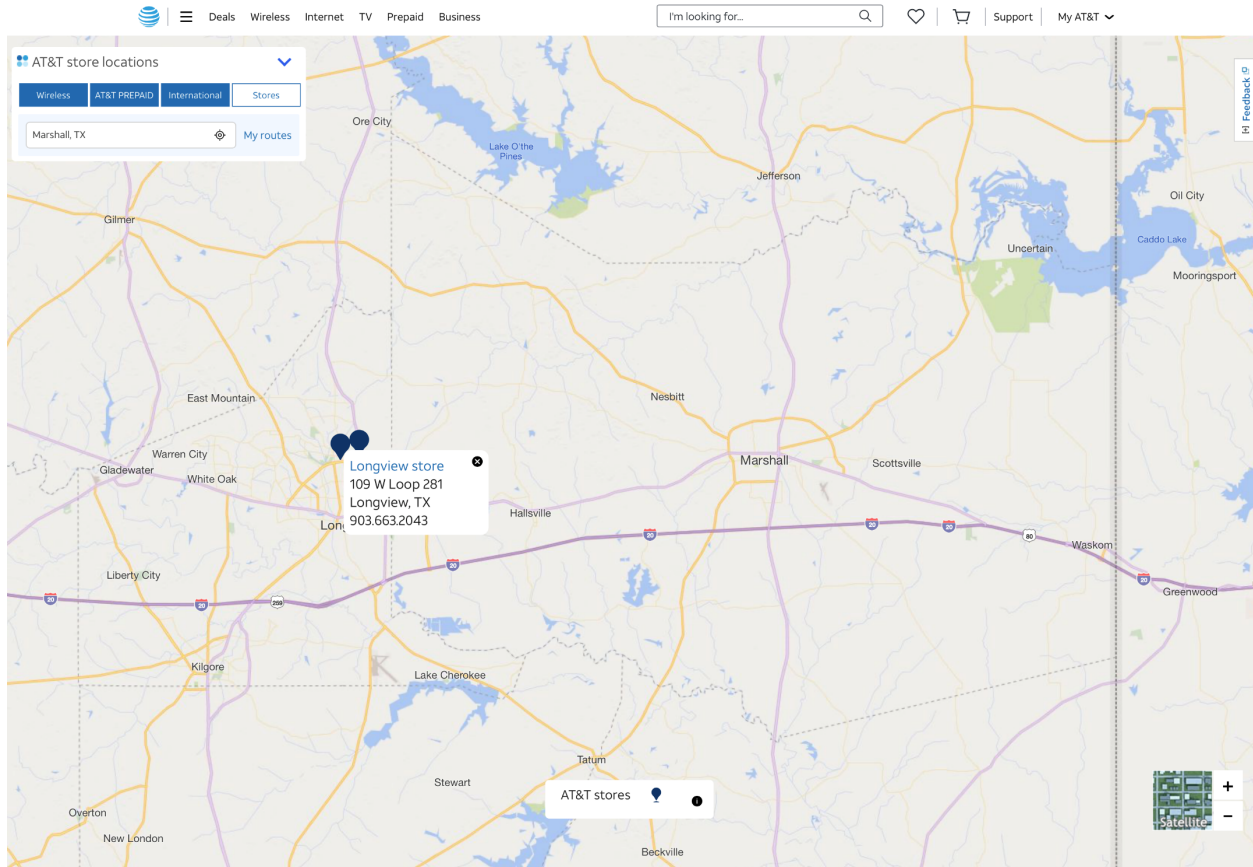 Deals Wireless Internet TV Prepaid Business I'm looking for... Support My AT&T
AT&T store locations
Wireless AT&T PREPAID International Stores
Marshall, TX My routes
Feedback
Ore City
Lake O'the
Pines
Jefferson
Oil City
Gilmer
Caddo Lake
Uncertain
Mooringsport
East Mountain
Nesbitt
Warren City
Gladewater
White Oak
Marshall
Scottsville
Longview store
109 W Loop 281
Longview, TX
903.663.2043
Long
Hallsville
20
20
20
80
Waskom
20
Liberty City
20
20
20
259
Greenwood
Kilgore
Lake Cherokee
Tatum
Stewart
AT&T stores
Satellite
+
−
Overton
New London
Beckville